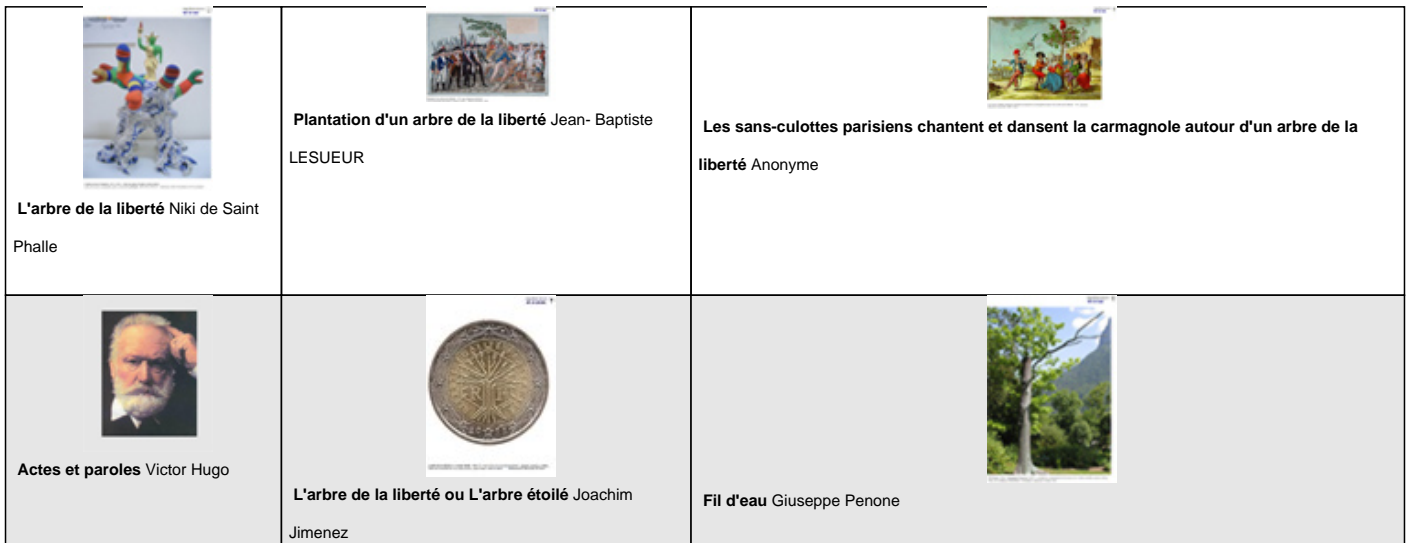 L'arbre de la liberté Niki de Saint
Phalle
Plantation d'un arbre de la liberté Jean- Baptiste
LESUEUR
Les sans-culottes parisiens chantent et dansent la carmagnole autour d'un arbre de la
liberté Anonyme
Actes et paroles Victor Hugo
L'arbre de la liberté ou L'arbre étoilé Joachim
Jimenez
Fil d'eau Giuseppe Penone